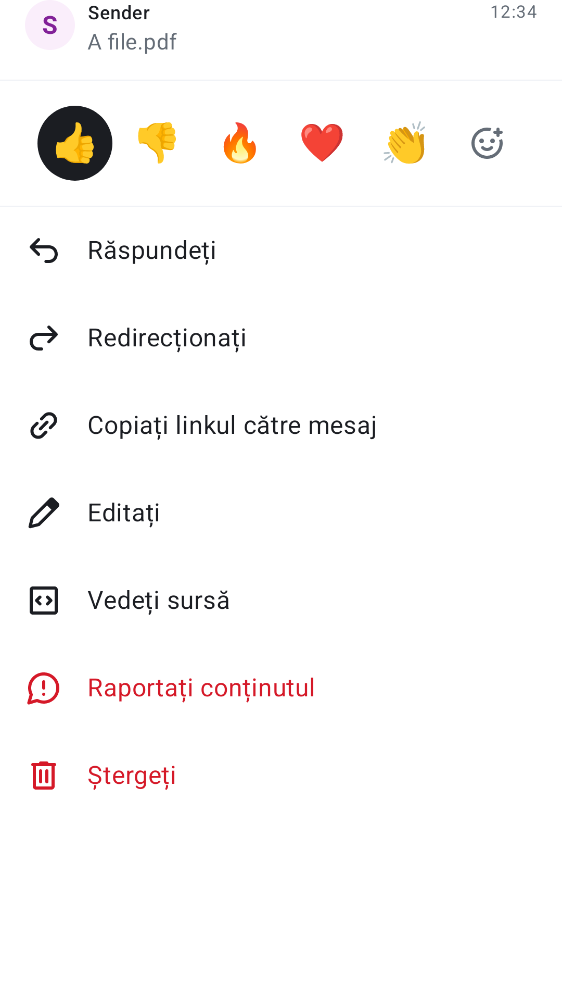 S
Sender
12:34
A file.pdf
Răspundeți
Redirecționați
Copiați linkul către mesaj
Editați
Vedeți sursă
Raportați conținutul
Ștergeți